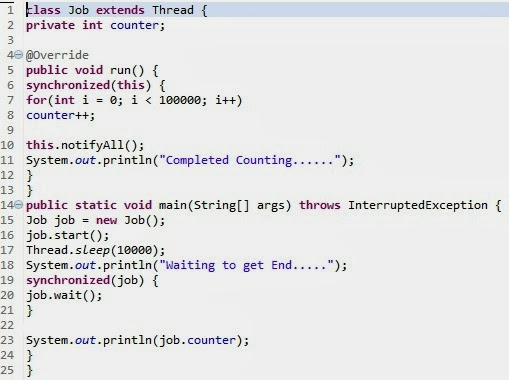 1 class Job extends Thread {
2 private int counter;
3
4 @Override
5 public void run() {
6 synchronized(this) {
7 for(int i = 0; i < 100000; i++)
8 counter++;
9
10 this.notifyAll();
11 System.out.println("Completed Counting......");
12 }
13 }
14 public static void main(String[] args) throws InterruptedException {
15 Job job = new Job();
16 job.start();
17 Thread.sleep(10000);
18 System.out.println("Waiting to get End.....");
19 synchronized(job) {
20 job.wait();
21 }
22
23 System.out.println(job.counter);
24 }
25 }